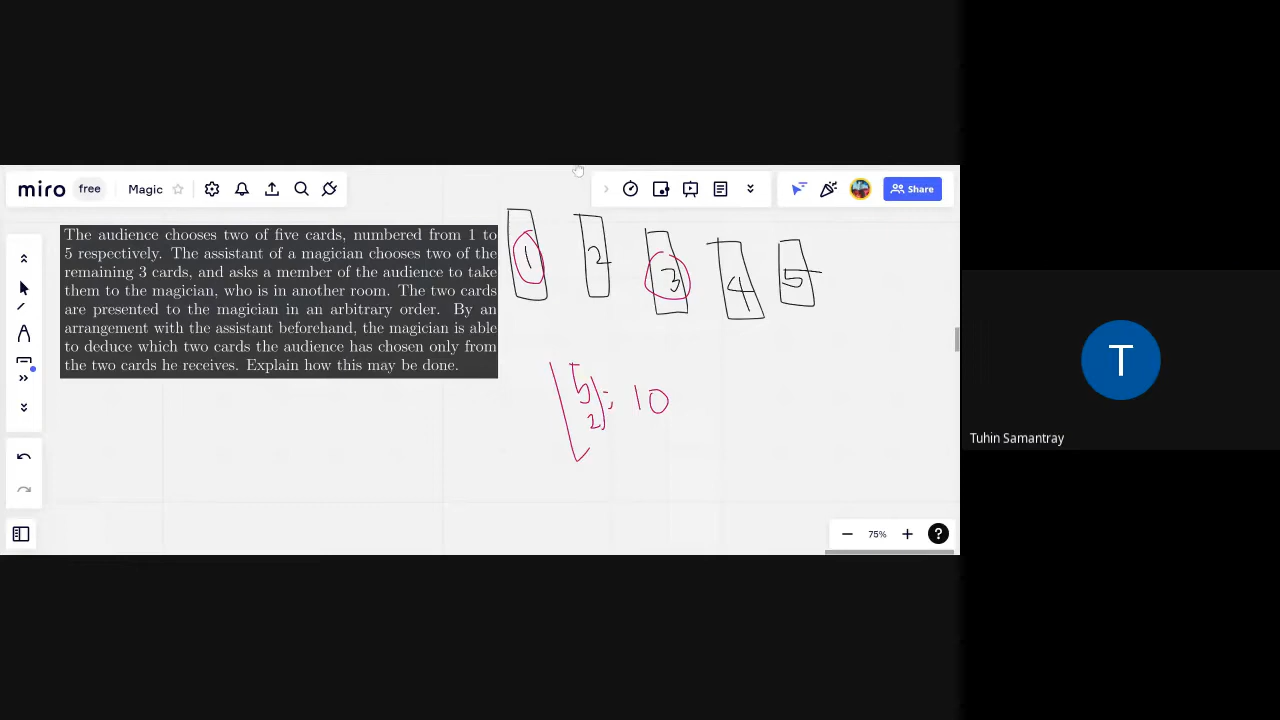 miro free Magic Share
The audience chooses two of five cards, numbered from 1 to
5 respectively. The assistant of a magician chooses two of the
remaining 3 cards, and asks a member of the audience to take
them to the magician, who is in another room. The two cards
are presented to the magician in an arbitrary order. By an
arrangement with the assistant beforehand, the magician is able
to deduce which two cards the audience has chosen only from
the two cards he receives. Explain how this may be done.
1 2 3 4 5
5
2
10
T
Tuhin Samantray
75%